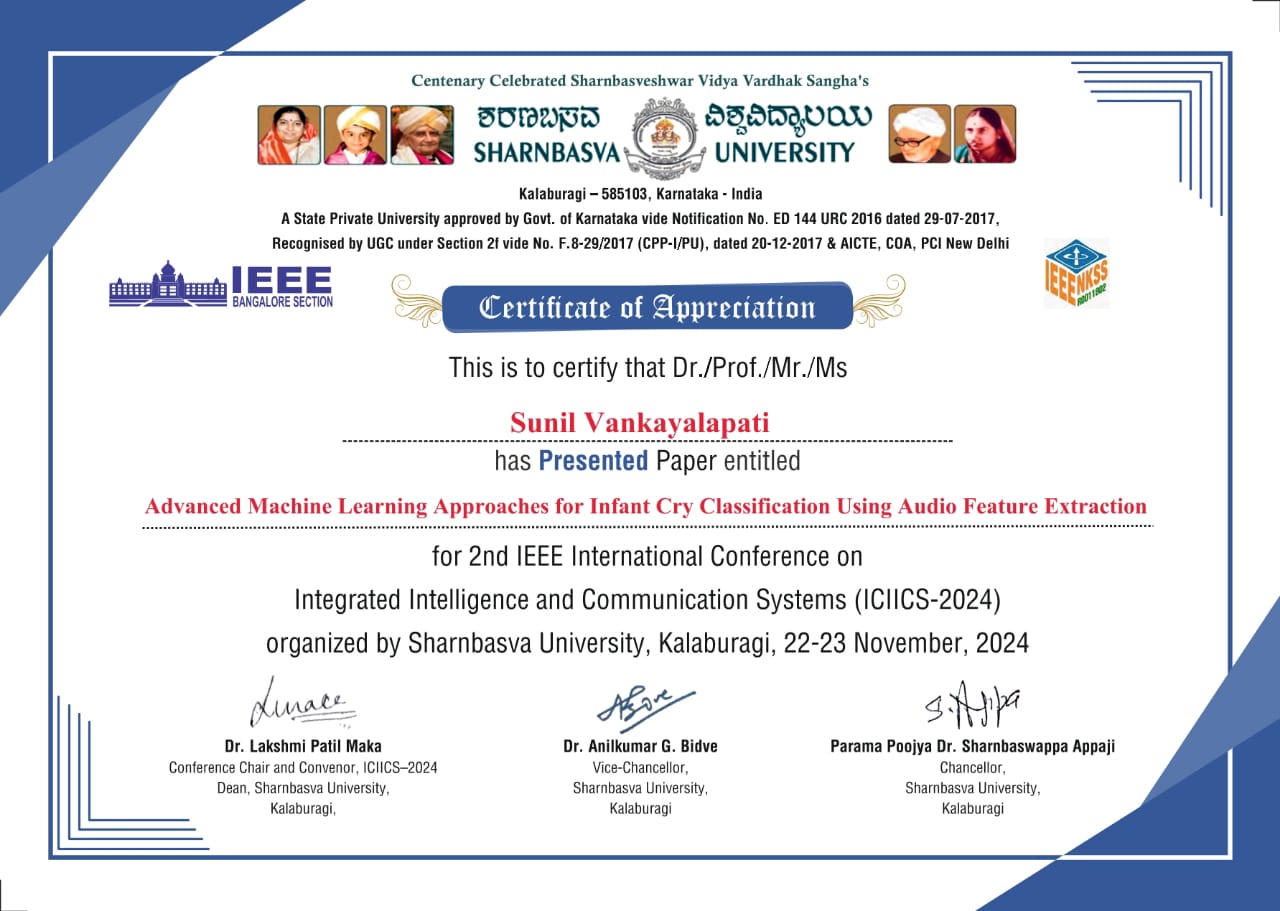 Centenary Celebrated Sharnbasveshwar Vidya Vardhak Sangha's
ಶರಣಬಸವ ವಿಶ್ವವಿದ್ಯಾಲಯ
SHARNBASVA UNIVERSITY
Kalaburagi – 585103, Karnataka - India
A State Private University approved by Govt. of Karnataka vide Notification No. ED 144 URC 2016 dated 29-07-2017,
Recognised by UGC under Section 2f vide No. F.8-29/2017 (CPP-I/PU), dated 20-12-2017 & AICTE, COA, PCI New Delhi
IEEE
BANGALORE SECTION
IEEENKSS
R0011902
Certificate of Appreciation
This is to certify that Dr./Prof./Mr./Ms
Sunil Vankayalapati
has Presented Paper entitled
Advanced Machine Learning Approaches for Infant Cry Classification Using Audio Feature Extraction
for 2nd IEEE International Conference on
Integrated Intelligence and Communication Systems (ICIICS-2024)
organized by Sharnbasva University, Kalaburagi, 22-23 November, 2024
Dr. Lakshmi Patil Maka
Conference Chair and Convenor, ICIICS–2024
Dean, Sharnbasva University,
Kalaburagi,
Dr. Anilkumar G. Bidve
Vice-Chancellor,
Sharnbasva University,
Kalaburagi
Parama Poojya Dr. Sharnbaswappa Appaji
Chancellor,
Sharnbasva University,
Kalaburagi